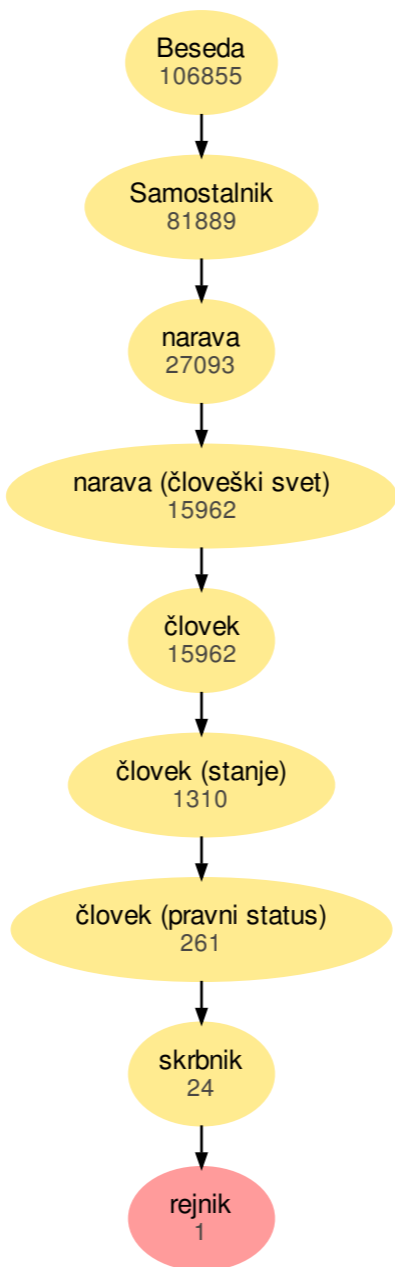 Beseda
106855
Samostalnik
81889
narava
27093
narava (človeški svet)
15962
človek
15962
človek (stanje)
1310
človek (pravni status)
261
skrbnik
24
rejnik
1